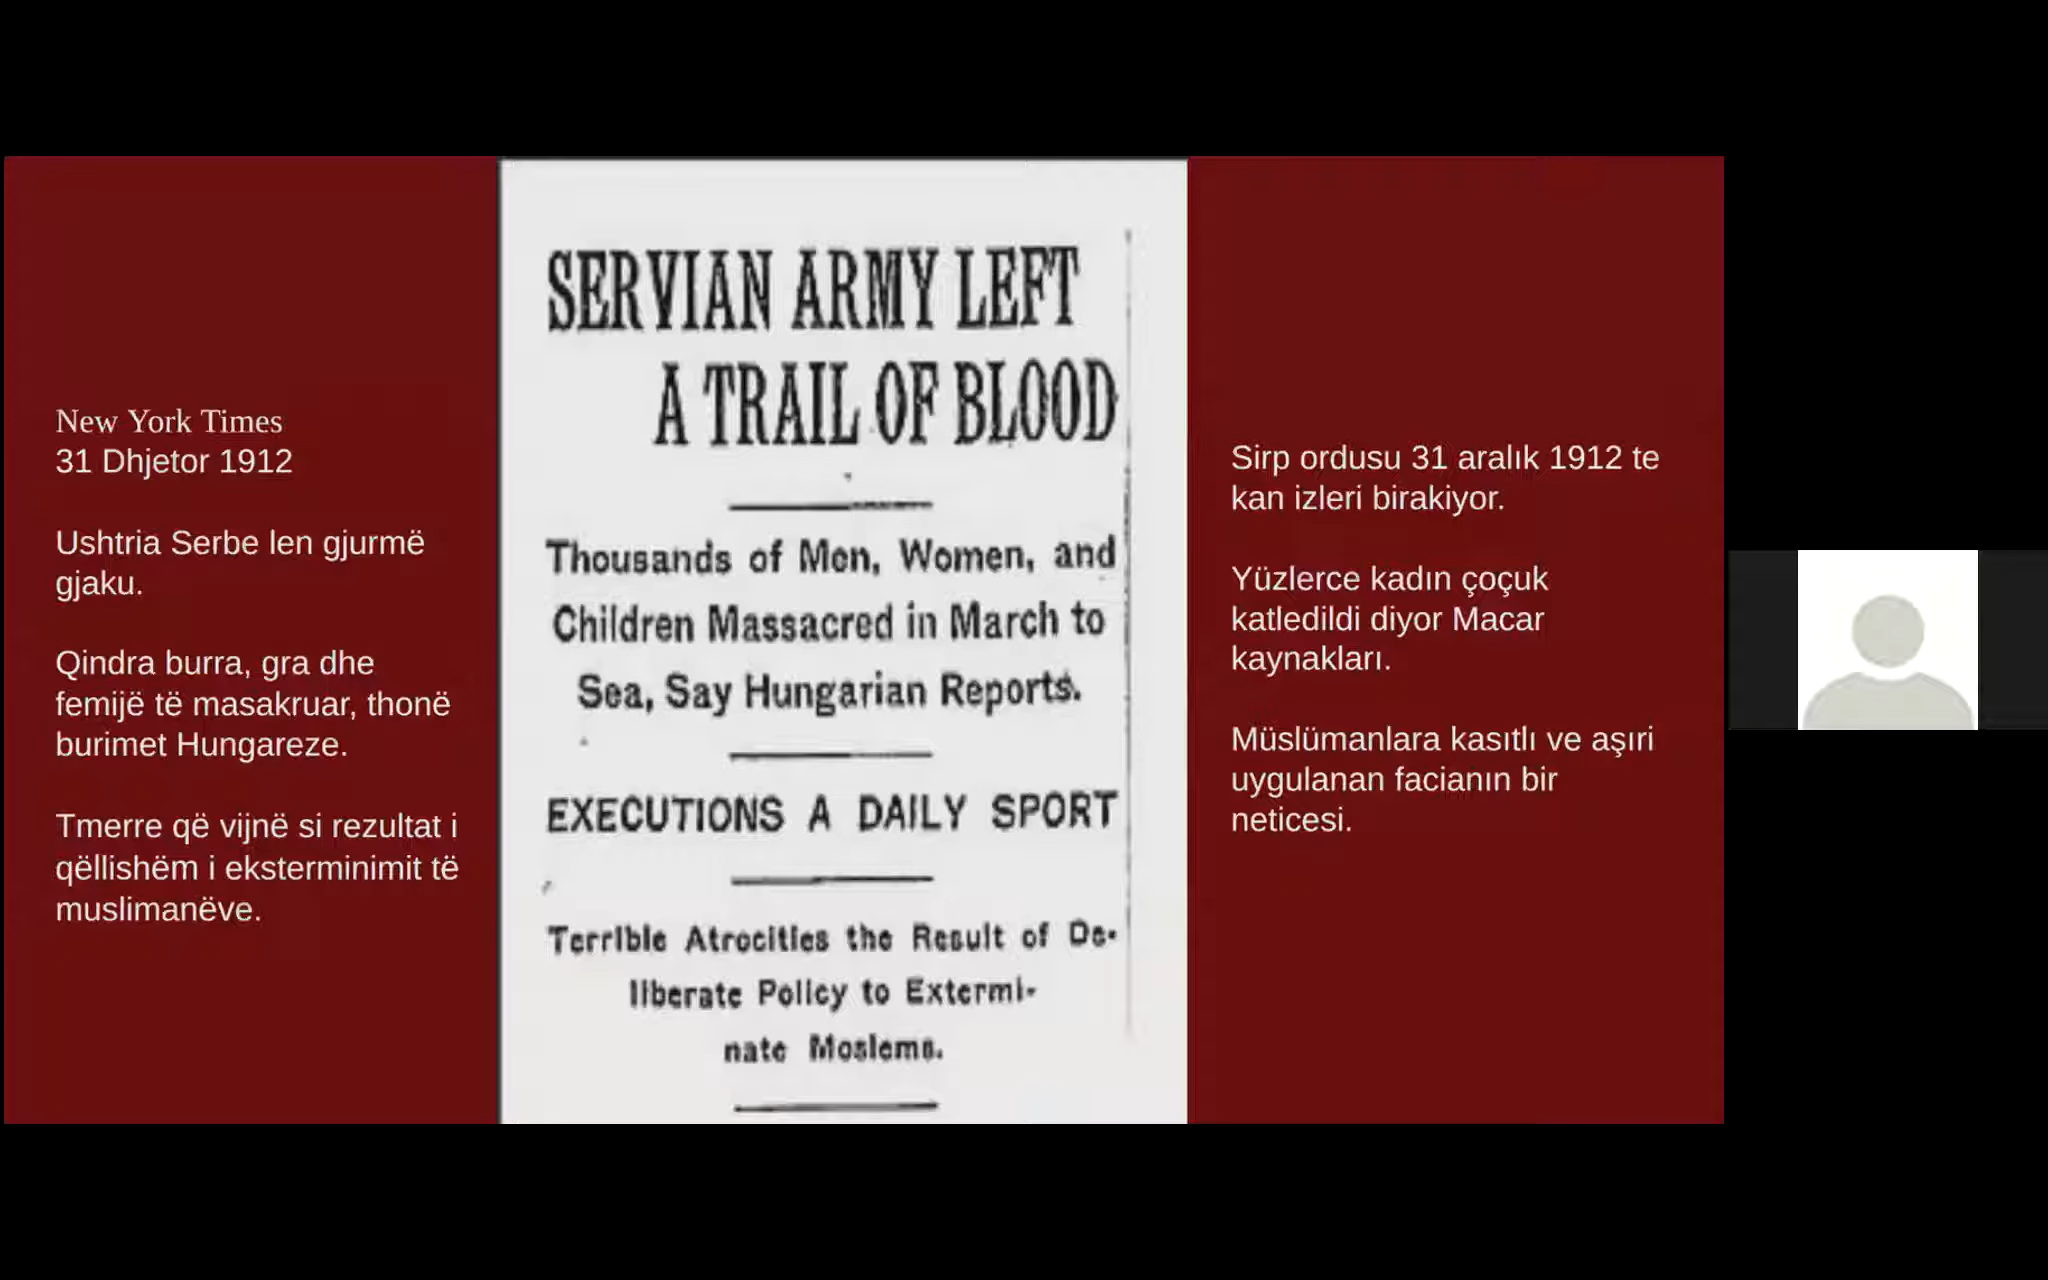 New York Times
31 Dhjetor 1912
Ushtria Serbe len gjurmë
gjaku.
Qindra burra, gra dhe
femijë të masakruar, thonë
burimet Hungareze.
Tmerre që vijnë si rezultat i
qëllishëm i eksterminimit të
muslimanëve.
SERVIAN ARMY LEFT
A TRAIL OF BLOOD
Thousands of Men, Women, and
Children Massacred in March to
Sea, Say Hungarian Reports.
EXECUTIONS A DAILY SPORT
Terrible Atrocities the Result of De-
liberate Policy to Extermi-
nate Moslems.
Sirp ordusu 31 aralık 1912 te
kan izleri birakiyor.
Yüzlerce kadın çoçuk
katledildi diyor Macar
kaynakları.
Müslümanlara kasıtlı ve aşıri
uygulanan facianın bir
neticesi.